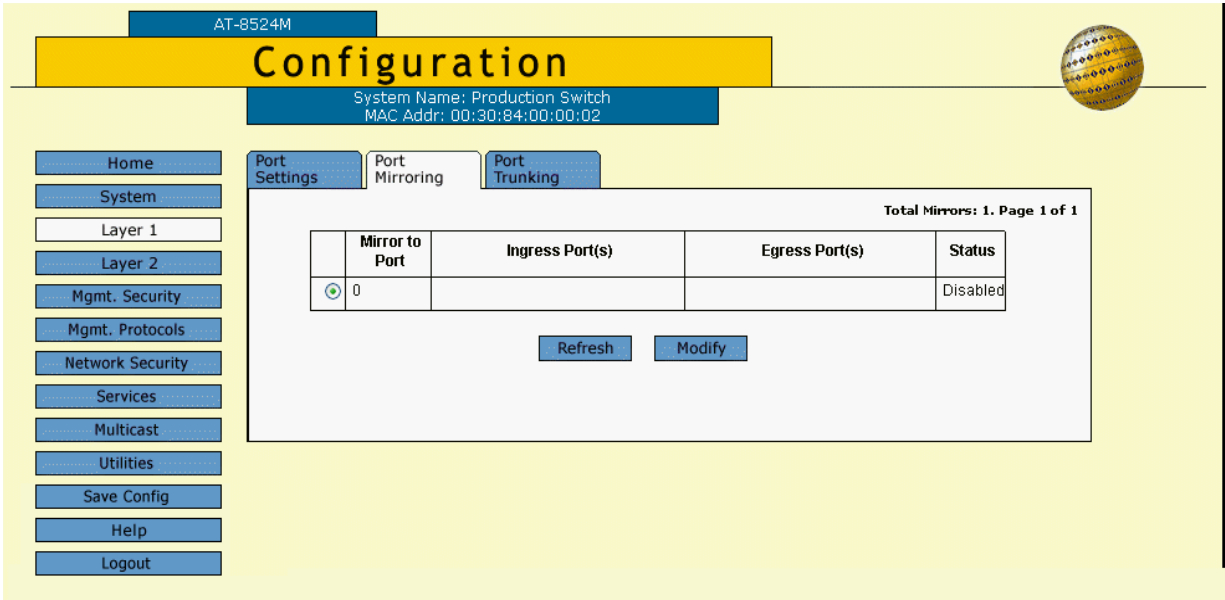 AT-8524M
Configuration
System Name: Production Switch
MAC Addr: 00:30:84:00:00:02
Home
System
Layer 1
Layer 2
Mgmt. Security
Mgmt. Protocols
Network Security
Services
Multicast
Utilities
Save Config
Help
Logout
Port Settings
Port Mirroring
Port Trunking
Total Mirrors: 1. Page 1 of 1
Mirror to Port
Ingress Port(s)
Egress Port(s)
Status
0
Disabled
Refresh
Modify